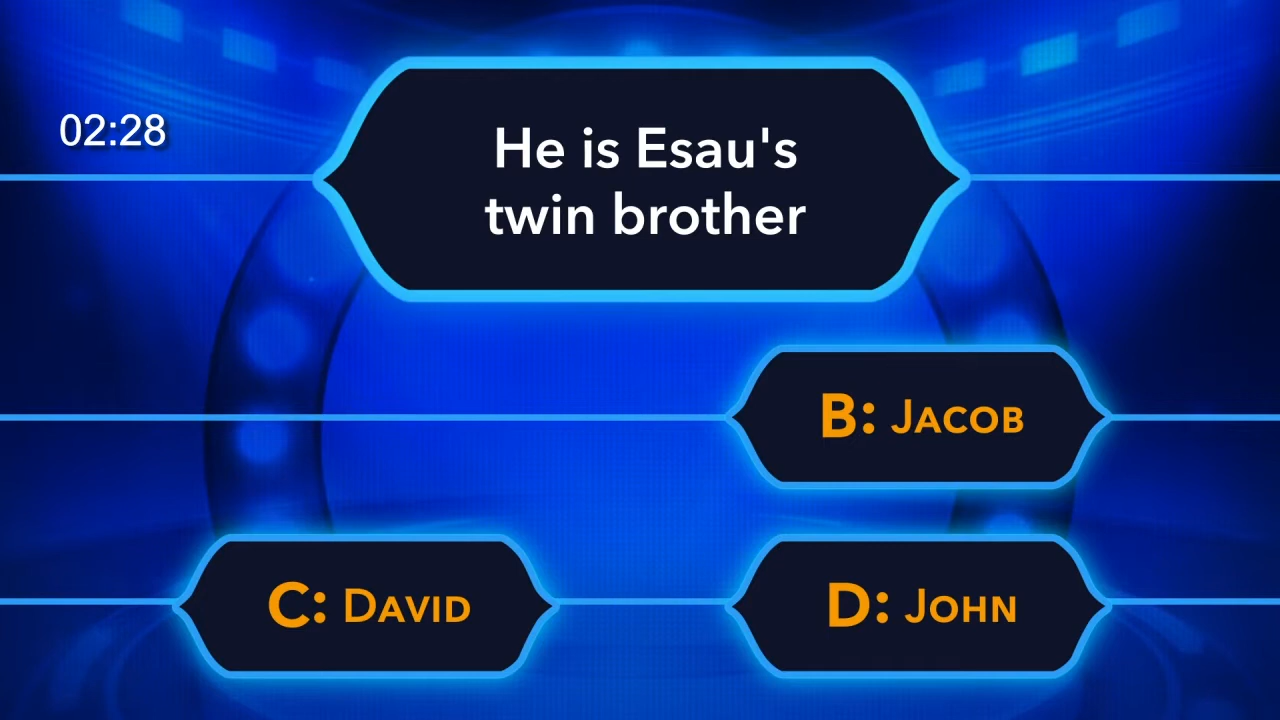 02:28
He is Esau's
twin brother
B: Jacob
C: David
D: John